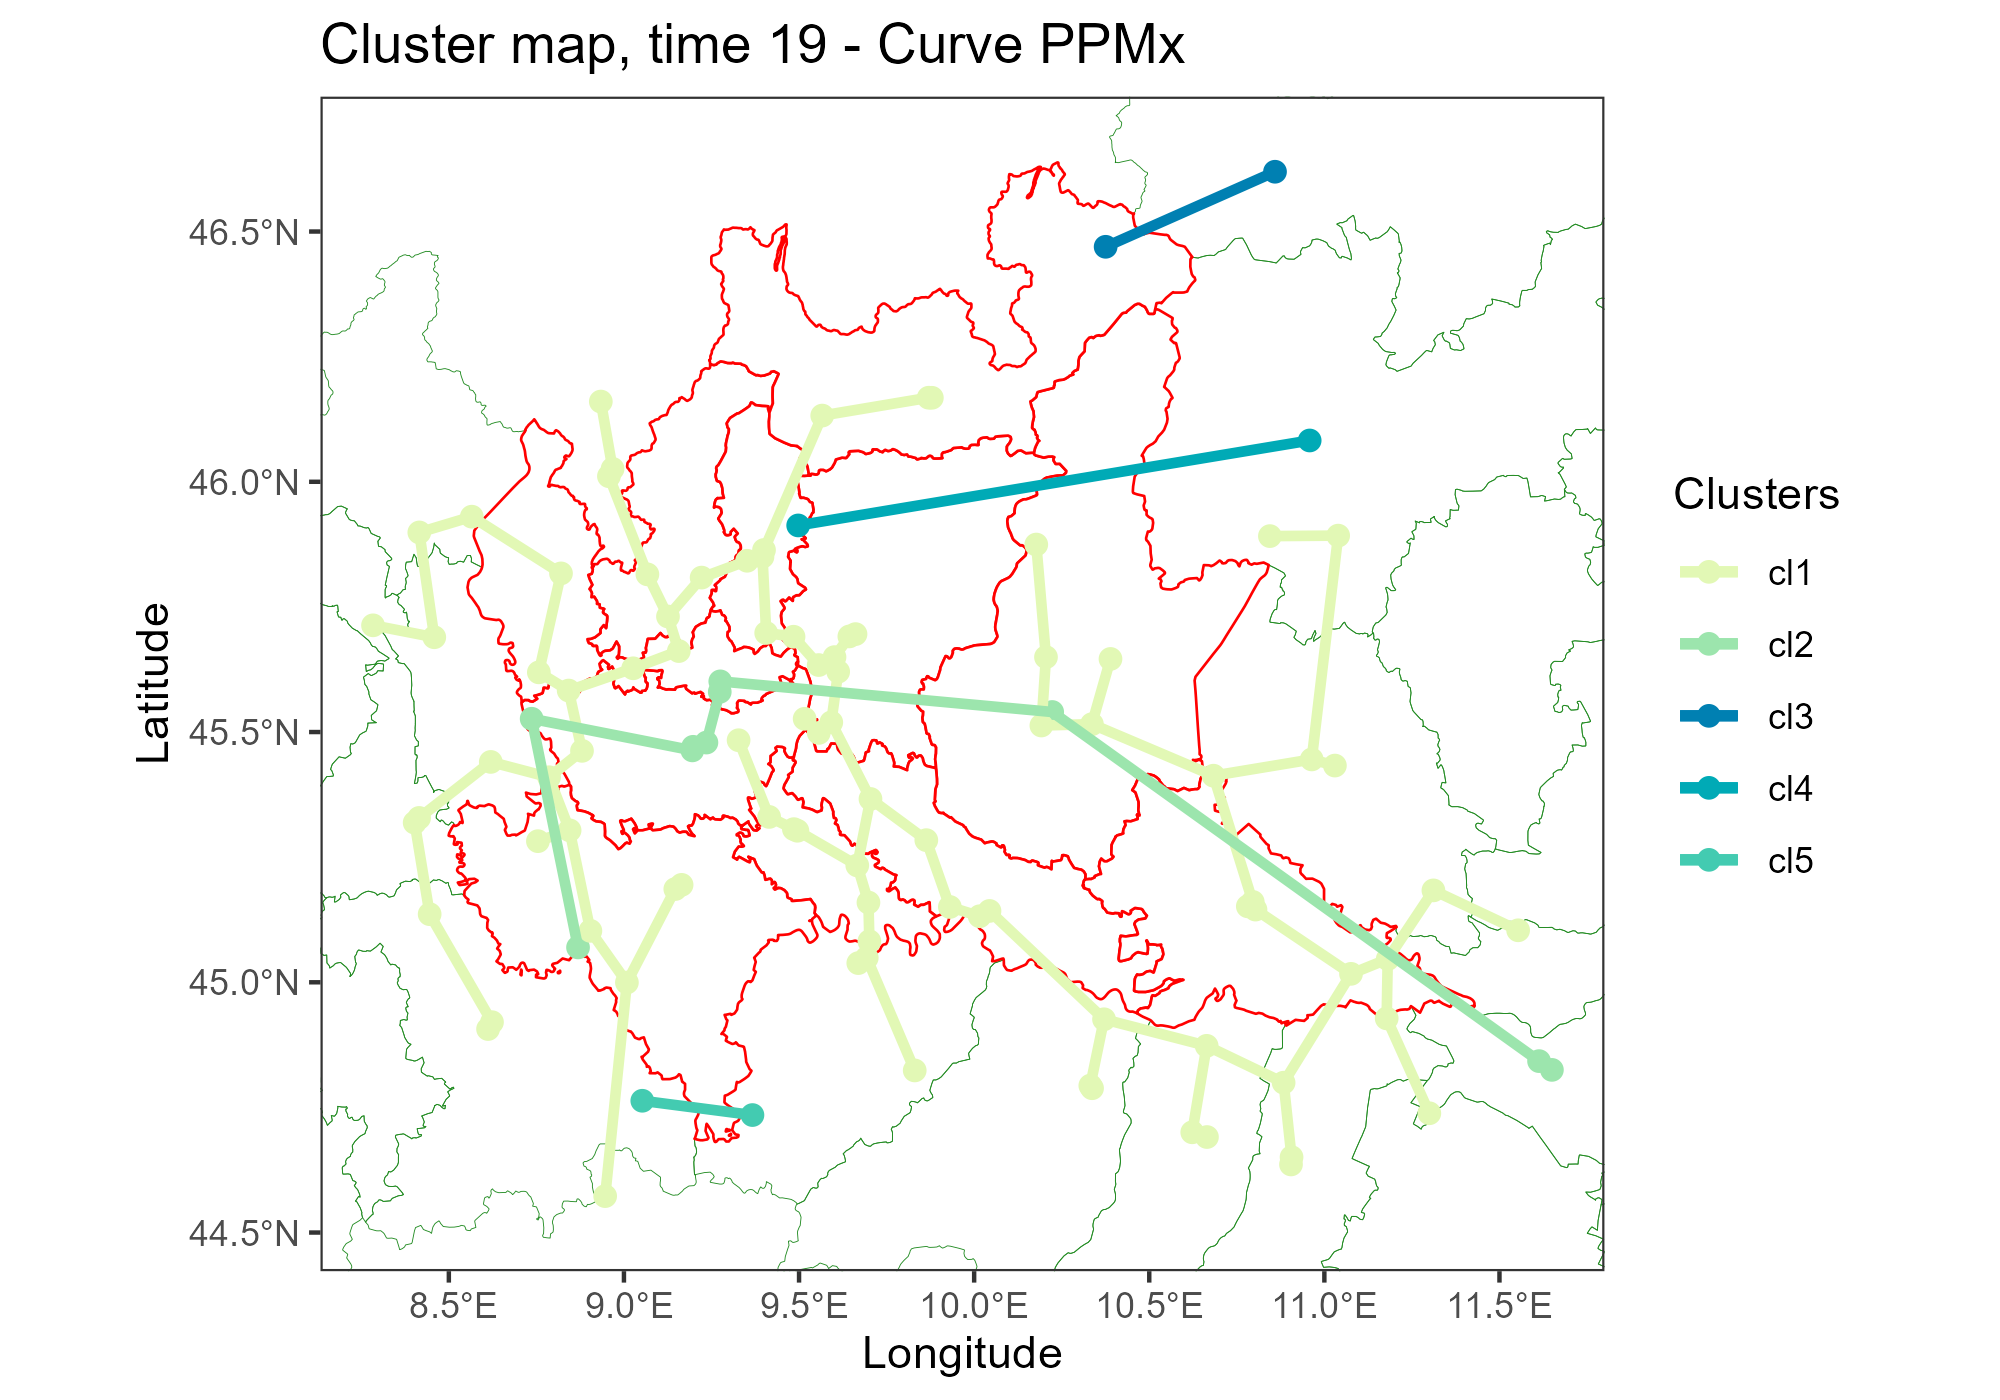 Cluster map, time 19 - Curve PPMx
46.5°N
46.0°N
45.5°N
45.0°N
44.5°N
Latitude
8.5°E
9.0°E
9.5°E
10.0°E
10.5°E
11.0°E
11.5°E
Longitude
Clusters
cl1
cl2
cl3
cl4
cl5